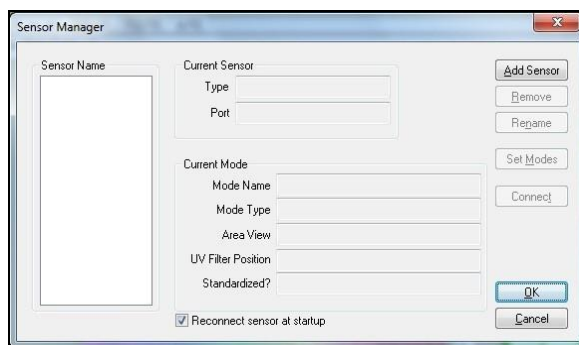 Sensor Manager
Sensor Name
Current Sensor
Type
Port
Current Mode
Mode Name
Mode Type
Area View
UV Filter Position
Standardized?
Reconnect sensor at startup
Add Sensor
Remove
Rename
Set Modes
Connect
OK
Cancel